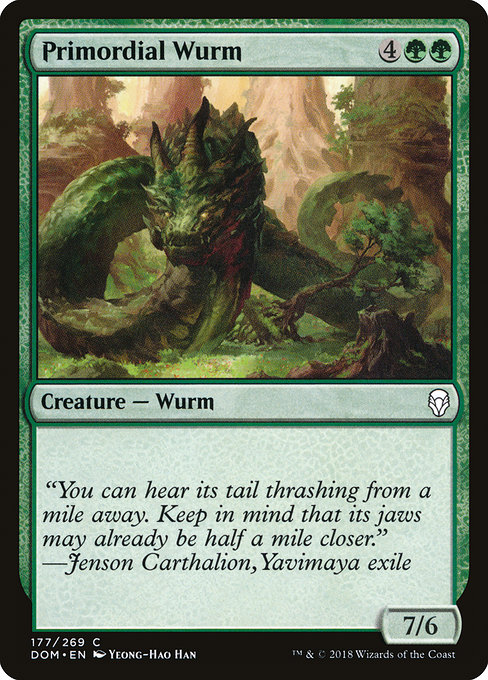 Primordial Wurm 4
Creature — Wurm
“You can hear its tail thrashing from a
mile away. Keep in mind that its jaws
may already be half a mile closer.”
—Jenson Carthalion, Yavimaya exile
7/6
177/269 C
DOM • EN Yeong-Hao Han
™ & © 2018 Wizards of the Coast